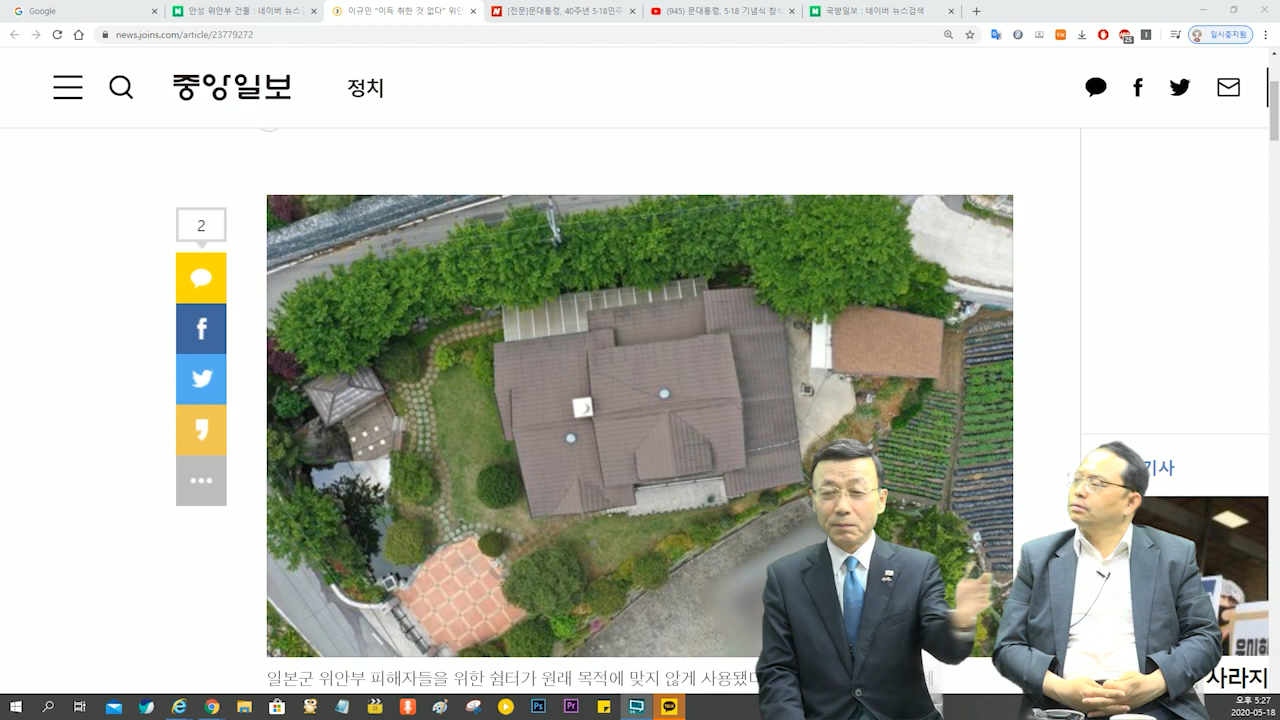 Google
안성 위안부 건물 : 네이버 뉴스
이규민 "이득 취한 것 없다" 위안
[전문]문대통령, 40주년 5·18민주
(945) 문대통령, 5·18 기념식 참석
국방일보 : 네이버 뉴스검색
news.joins.com/article/23779272
일시중지됨
중앙일보
정치
2
기사
일본군 위안부 피해자들을 위한 쉼터가 원래 목적에 맞지 않게 사용됐다
사라지
오후 5:27
2020-05-18